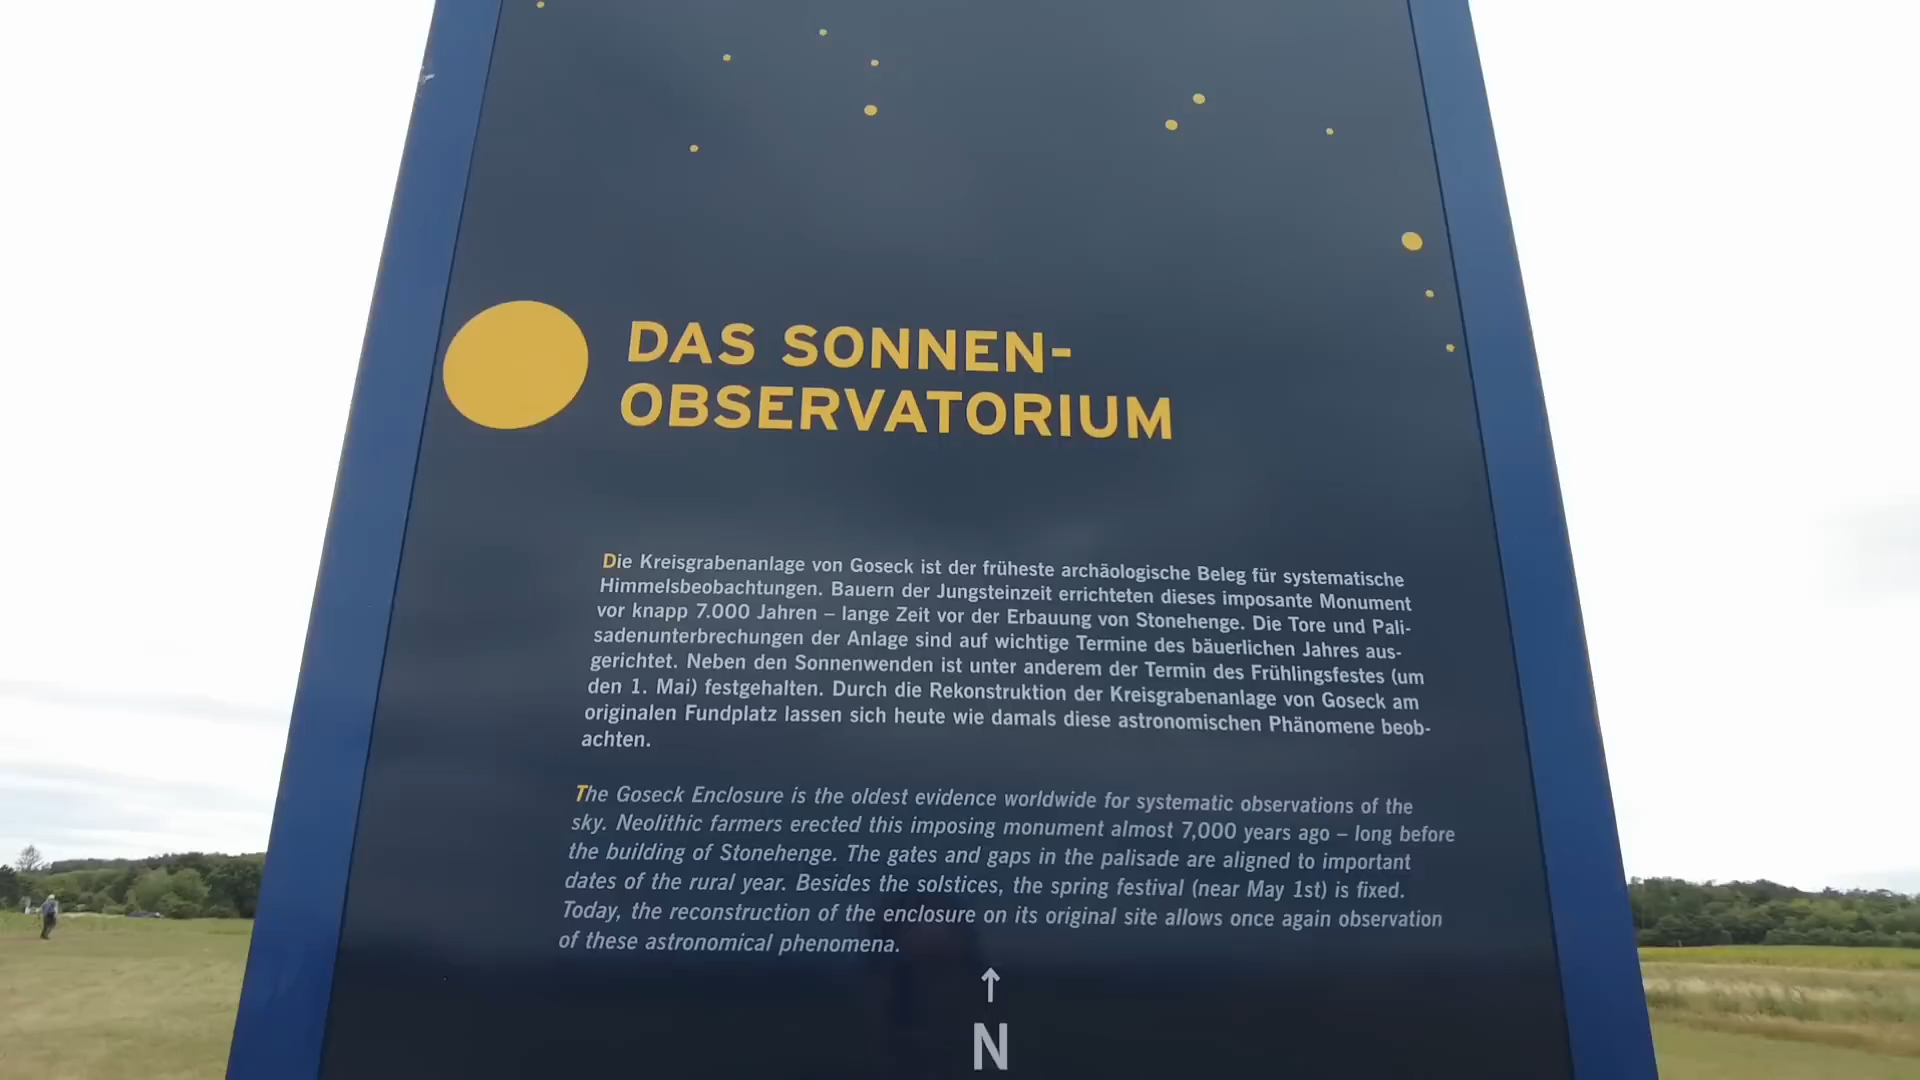 DAS SONNEN-
OBSERVATORIUM
Die Kreisgrabenanlage von Goseck ist der früheste archäologische Beleg für systematische
Himmelsbeobachtungen. Bauern der Jungsteinzeit errichteten dieses imposante Monument
vor knapp 7.000 Jahren – lange Zeit vor der Erbauung von Stonehenge. Die Tore und Pali-
sadenunterbrechungen der Anlage sind auf wichtige Termine des bäuerlichen Jahres aus-
gerichtet. Neben den Sonnenwenden ist unter anderem der Termin des Frühlingsfestes (um
den 1. Mai) festgehalten. Durch die Rekonstruktion der Kreisgrabenanlage von Goseck am
originalen Fundplatz lassen sich heute wie damals diese astronomischen Phänomene beob-
achten.
The Goseck Enclosure is the oldest evidence worldwide for systematic observations of the
sky. Neolithic farmers erected this imposing monument almost 7,000 years ago – long before
the building of Stonehenge. The gates and gaps in the palisade are aligned to important
dates of the rural year. Besides the solstices, the spring festival (near May 1st) is fixed.
Today, the reconstruction of the enclosure on its original site allows once again observation
of these astronomical phenomena.
↑
N